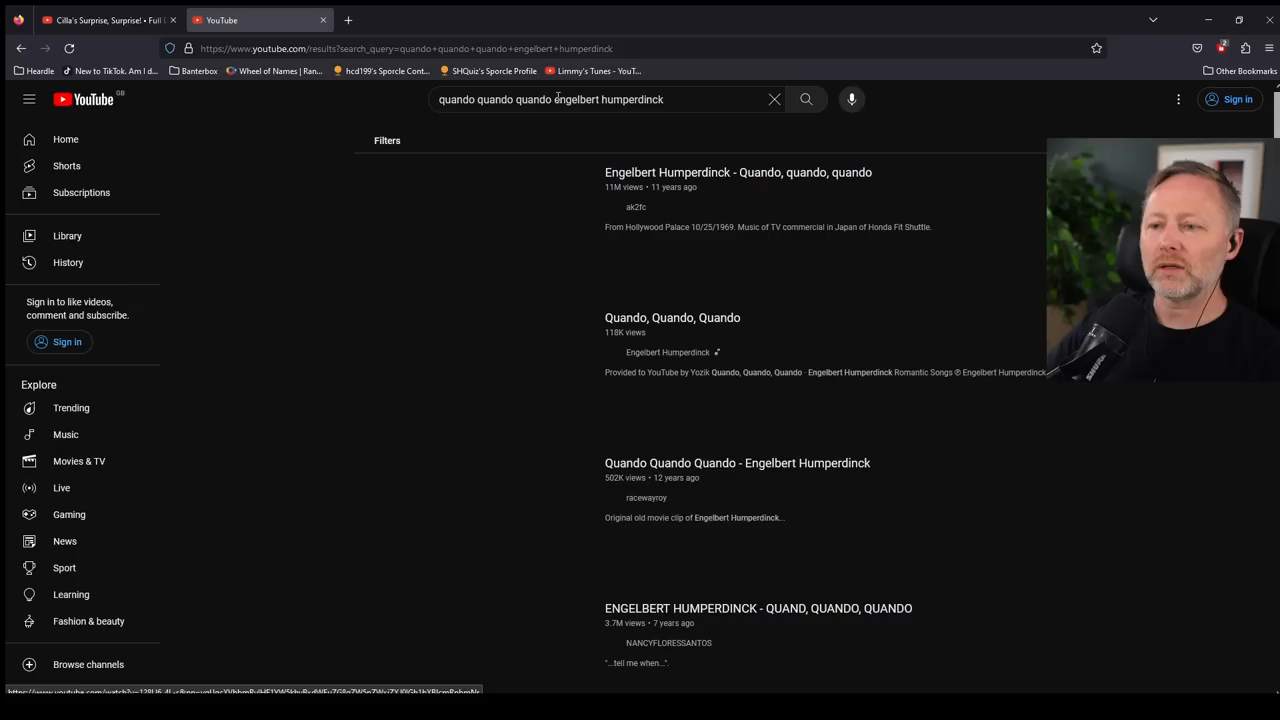 Cilla's Surprise, Surprise! • Full
YouTube
https://www.youtube.com/results?search_query=quando+quando+quando+engelbert+humperdinck
2
Heardle
New to TikTok. Am I d...
Banterbox
Wheel of Names | Ran...
hcd199's Sporcle Cont...
SHQuiz's Sporcle Profile
Limmy's Tunes - YouT...
Other Bookmarks
YouTube GB
quando quando quando engelbert humperdinck
Sign in
Home
Shorts
Subscriptions
Library
History
Sign in to like videos,
comment and subscribe.
Sign in
Explore
Trending
Music
Movies & TV
Live
Gaming
News
Sport
Learning
Fashion & beauty
Browse channels
Filters
Engelbert Humperdinck - Quando, quando, quando
11M views • 11 years ago
ak2fc
From Hollywood Palace 10/25/1969. Music of TV commercial in Japan of Honda Fit Shuttle.
Quando, Quando, Quando
118K views
Engelbert Humperdinck
Provided to YouTube by Yozik Quando, Quando, Quando · Engelbert Humperdinck Romantic Songs ℗ Engelbert Humperdinck
Quando Quando Quando - Engelbert Humperdinck
502K views • 12 years ago
racewayroy
Original old movie clip of Engelbert Humperdinck...
ENGELBERT HUMPERDINCK - QUAND, QUANDO, QUANDO
3.7M views • 7 years ago
NANCYFLORESSANTOS
"...tell me when...".
SHURE